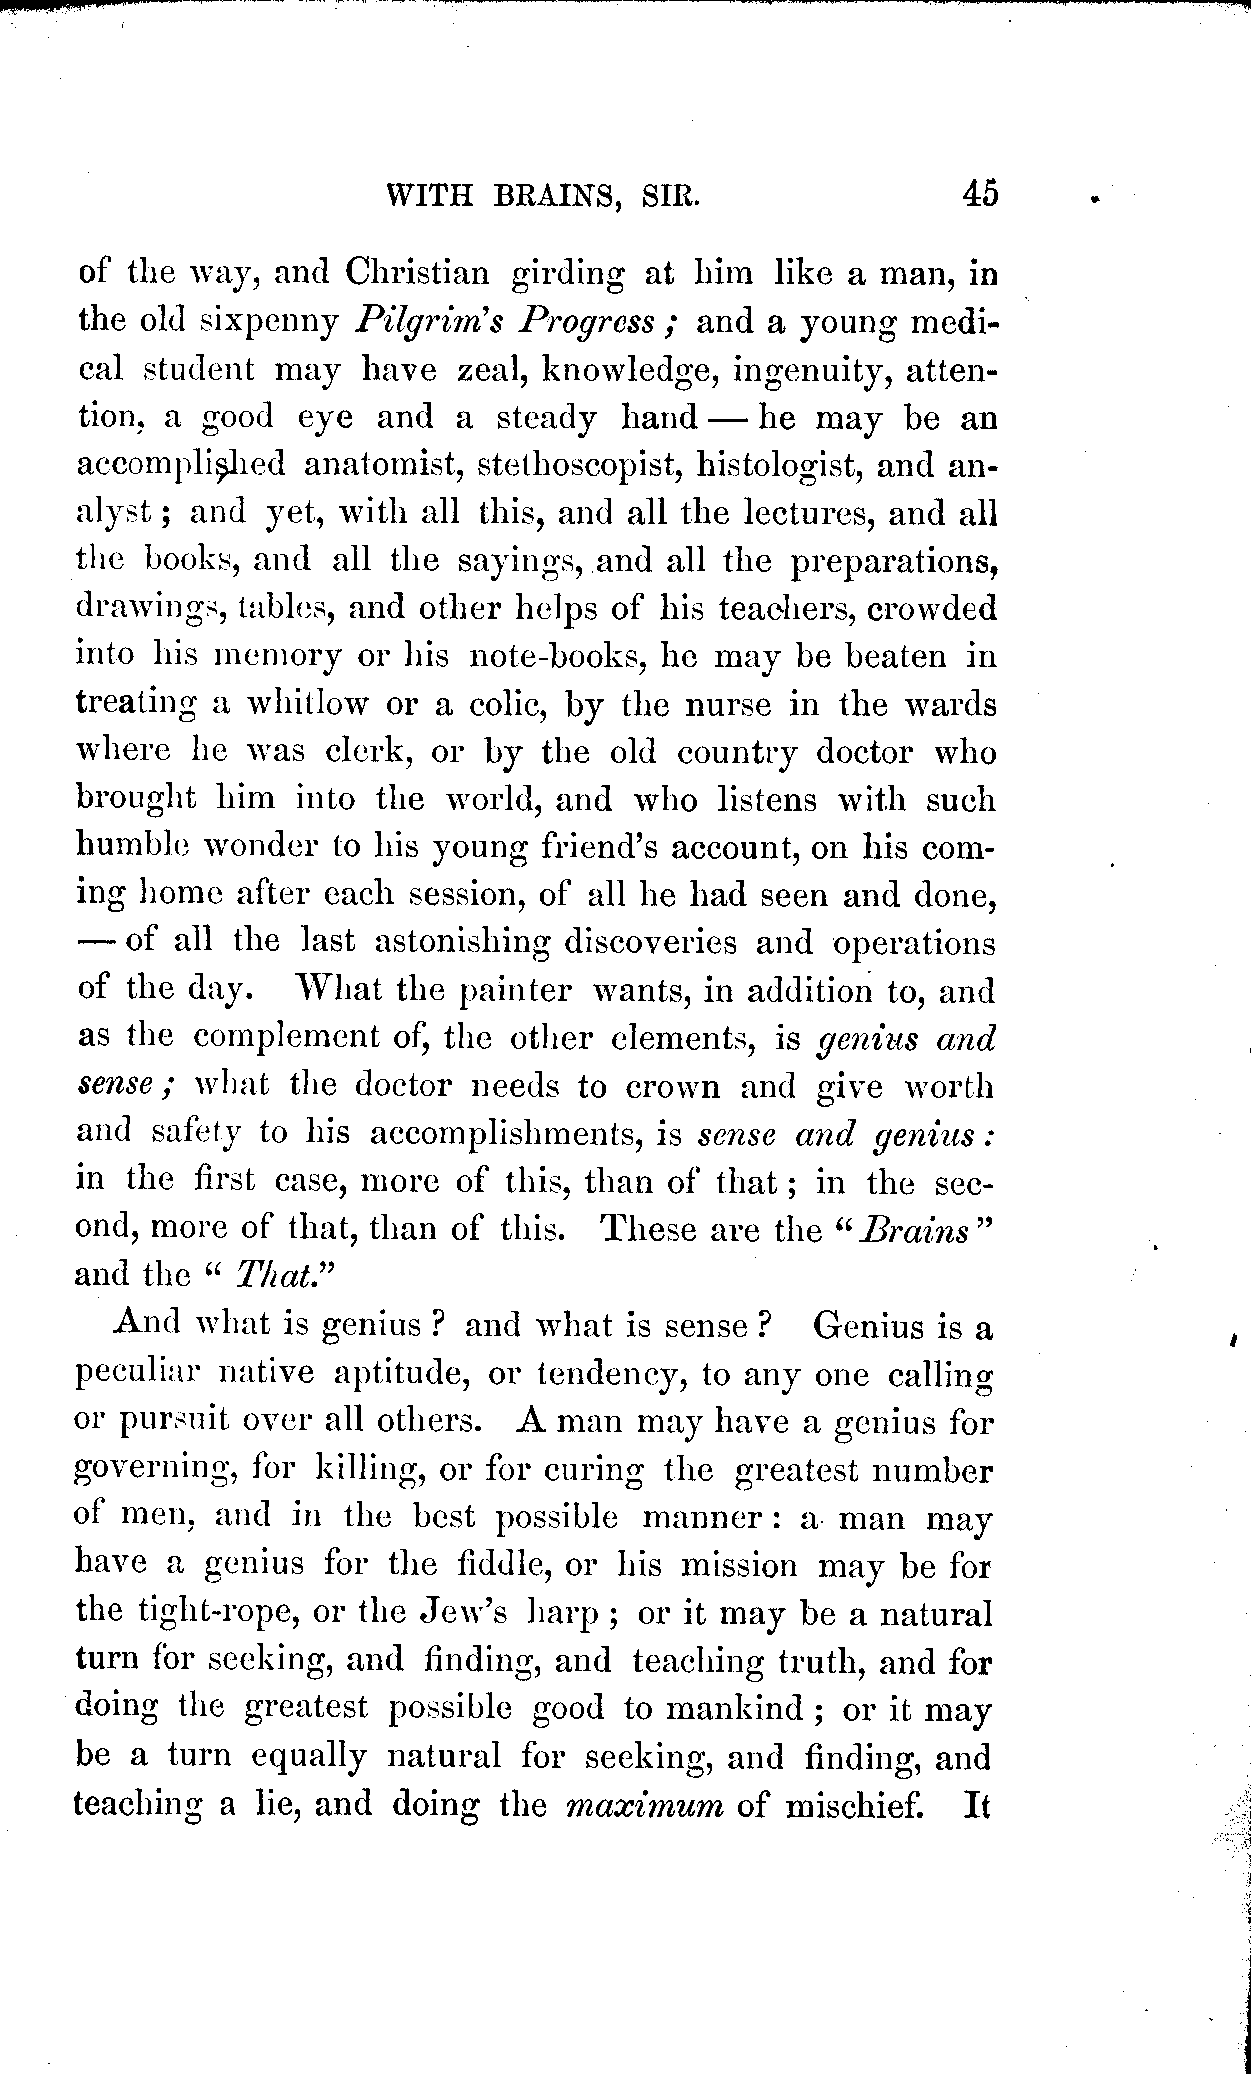 WITH BRAINS, SIR. 45
of the way, and Christian girding at him like a man, in
the old sixpenny Pilgrim's Progress ; and a young medi-
cal student may have zeal, knowledge, ingenuity, atten-
tion, a good eye and a steady hand — he may be an
accomplished anatomist, stethoscopist, histologist, and an-
alyst ; and yet, with all this, and all the lectures, and all
the books, and all the sayings, and all the preparations,
drawings, tables, and other helps of his teachers, crowded
into his memory or his note-books, he may be beaten in
treating a whitlow or a colic, by the nurse in the wards
where he was clerk, or by the old country doctor who
brought him into the world, and who listens with such
humble wonder to his young friend's account, on his com-
ing home after each session, of all he had seen and done,
— of all the last astonishing discoveries and operations
of the day. What the painter wants, in addition to, and
as the complement of, the other elements, is genius and
sense ; what the doctor needs to crown and give worth
and safety to his accomplishments, is sense and genius :
in the first case, more of this, than of that ; in the sec-
ond, more of that, than of this. These are the “ Brains ”
and the “ That.”
And what is genius ? and what is sense ? Genius is a
peculiar native aptitude, or tendency, to any one calling
or pursuit over all others. A man may have a genius for
governing, for killing, or for curing the greatest number
of men, and in the best possible manner : a man may
have a genius for the fiddle, or his mission may be for
the tight-rope, or the Jew's harp ; or it may be a natural
turn for seeking, and finding, and teaching truth, and for
doing the greatest possible good to mankind ; or it may
be a turn equally natural for seeking, and finding, and
teaching a lie, and doing the maximum of mischief. It